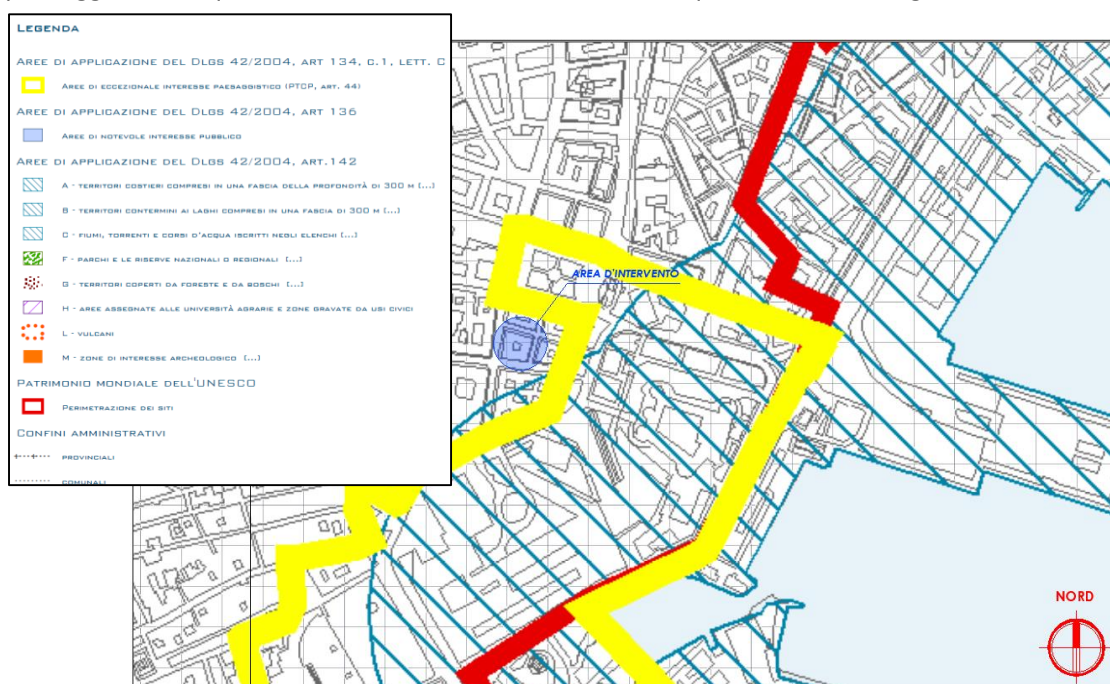 LEGENDA
AREE DI APPLICAZIONE DEL DLGS 42/2004, ART 134, C.1, LETT. C
AREE DI ECCEZIONALE INTERESSE PAESAGGISTICO (PTCP, ART. 44)
AREE DI APPLICAZIONE DEL DLGS 42/2004, ART 136
AREE DI NOTEVOLE INTERESSE PUBBLICO
AREE DI APPLICAZIONE DEL DLGS 42/2004, ART.142
A - TERRITORI COSTIERI COMPRESI IN UNA FASCIA DELLA PROFONDITÀ DI 300 M (...)
B - TERRITORI CONTERMINI AI LAGHI COMPRESI IN UNA FASCIA DI 300 M (...)
C - FIUMI, TORRENTI E CORSI D'ACQUA ISCRITTI NEGLI ELENCHI (...)
F - PARCHI E LE RISERVE NAZIONALI O REGIONALI (...)
G - TERRITORI COPERTI DA FORESTE E DA BOSCHI (...)
H - AREE ASSEGNATE ALLE UNIVERSITÀ AGRARIE E ZONE GRAVATE DA USI CIVICI
L - VULCANI
M - ZONE DI INTERESSE ARCHEOLOGICO (...)
PATRIMONIO MONDIALE DELL'UNESCO
PERIMETRAZIONE DEI SITI
CONFINI AMMINISTRATIVI
PROVINCIALI
COMUNALI
AREA D'INTERVENTO
NORD